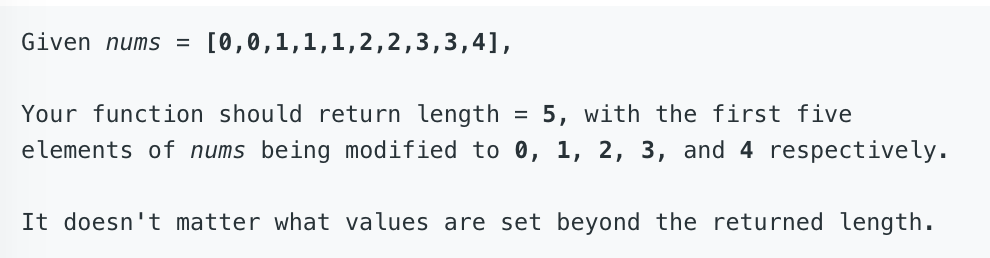 Given nums = [0,0,1,1,1,2,2,3,3,4],
Your function should return length = 5, with the first five
elements of nums being modified to 0, 1, 2, 3, and 4 respectively.
It doesn't matter what values are set beyond the returned length.